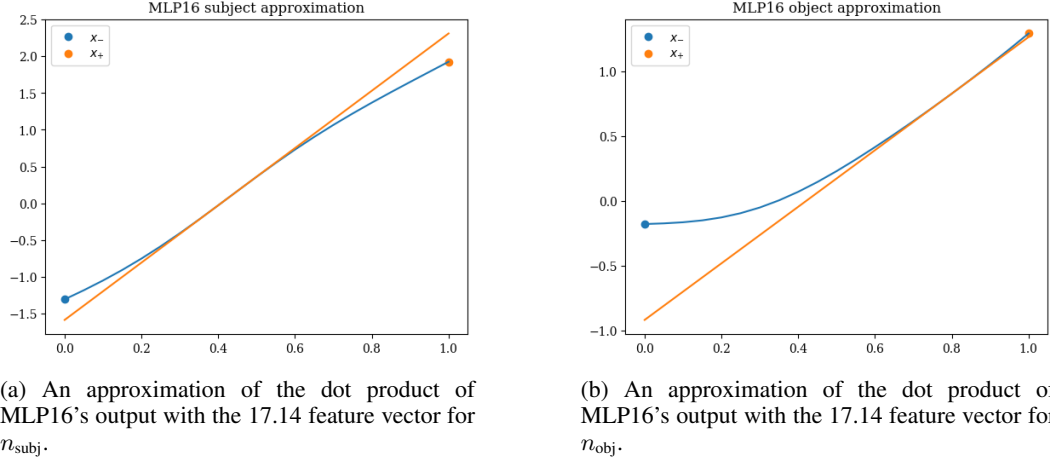 MLP16 subject approximation
2.5
2.0
1.5
1.0
0.5
0.0
−0.5
−1.0
−1.5
0.0 0.2 0.4 0.6 0.8 1.0
x−
x+
(a) An approximation of the dot product of
MLP16's output with the 17.14 feature vector for
nsubj.
MLP16 object approximation
1.0
0.5
0.0
−0.5
−1.0
0.0 0.2 0.4 0.6 0.8 1.0
x−
x+
(b) An approximation of the dot product of
MLP16's output with the 17.14 feature vector for
nobj.